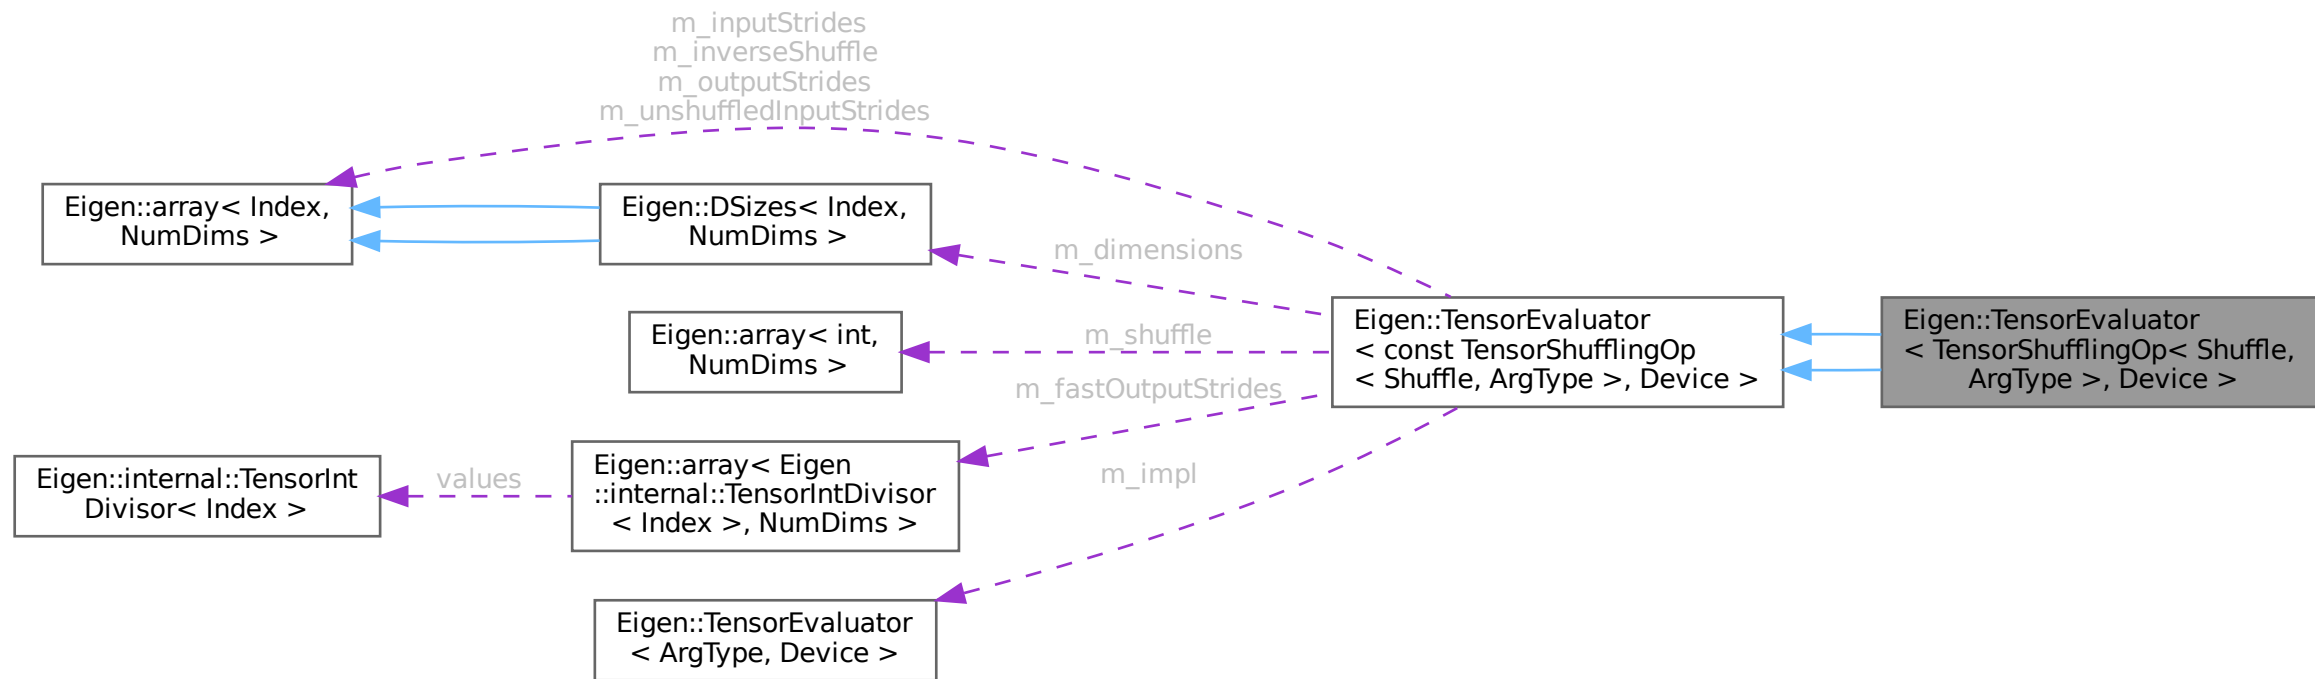 m_inputStrides
m_inverseShuffle
m_outputStrides
m_unshuffledInputStrides
Eigen::array< Index,
NumDims >
Eigen::DSizes< Index,
NumDims >
m_dimensions
Eigen::array< int,
NumDims >
m_shuffle
Eigen::TensorEvaluator
< const TensorShufflingOp
< Shuffle, ArgType >, Device >
Eigen::TensorEvaluator
< TensorShufflingOp< Shuffle,
ArgType >, Device >
m_fastOutputStrides
Eigen::internal::TensorInt
Divisor< Index >
values
Eigen::array< Eigen
::internal::TensorIntDivisor
< Index >, NumDims >
m_impl
Eigen::TensorEvaluator
< ArgType, Device >